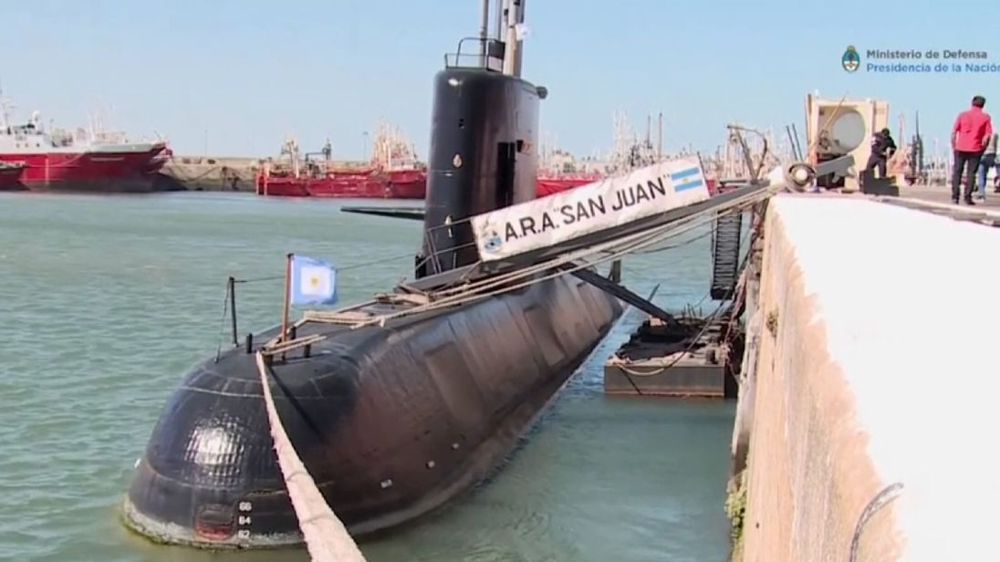 Ministerio de Defensa
Presidencia de la Nación
A.R.A."SAN JUAN"
66
64
62